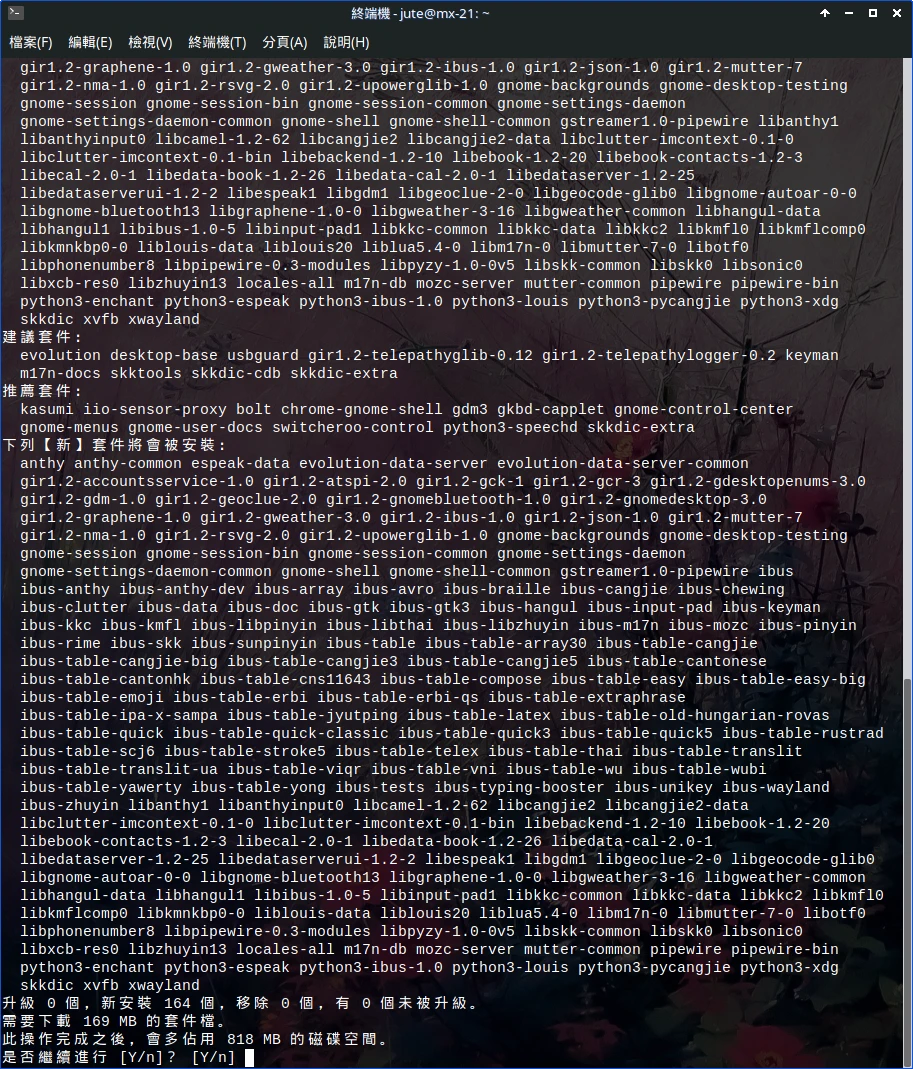 終端機 - jute@mx-21: ~
檔案(F) 編輯(E) 檢視(V) 終端機(T) 分頁(A) 說明(H)
gir1.2-graphene-1.0 gir1.2-gweather-3.0 gir1.2-ibus-1.0 gir1.2-json-1.0 gir1.2-mutter-7
gir1.2-nma-1.0 gir1.2-rsvg-2.0 gir1.2-upowerglib-1.0 gnome-backgrounds gnome-desktop-testing
gnome-session gnome-session-bin gnome-session-common gnome-settings-daemon
gnome-settings-daemon-common gnome-shell gnome-shell-common gstreamer1.0-pipewire libanthy1
libanthyinput0 libcamel-1.2-62 libcangjie2 libcangjie2-data libclutter-imcontext-0.1-0
libclutter-imcontext-0.1-bin libebackend-1.2-10 libebook-1.2-20 libebook-contacts-1.2-3
libecal-2.0-1 libedata-book-1.2-26 libedata-cal-2.0-1 libedataserver-1.2-25
libedataserverui-1.2-2 libespeak1 libgdm1 libgeoclue-2-0 libgeocode-glib0 libgnome-autoar-0-0
libgnome-bluetooth13 libgraphene-1.0-0 libgweather-3-16 libgweather-common libhangul-data
libhangul1 libibus-1.0-5 libinput-pad1 libkkc-common libkkc-data libkkc2 libkmfl0 libkmflcomp0
libkmnkbp0-0 liblouis-data liblouis20 liblua5.4-0 libm17n-0 libmutter-7-0 libotf0
libphonenumber8 libpipewire-0.3-modules libpyzy-1.0-0v5 libskk-common libskk0 libsonic0
libxcb-res0 libzhuyin13 locales-all m17n-db mozc-server mutter-common pipewire pipewire-bin
python3-enchant python3-espeak python3-ibus-1.0 python3-louis python3-pycangjie python3-xdg
skkdic xvfb xwayland
建議套件:
evolution desktop-base usbguard gir1.2-telepathyglib-0.12 gir1.2-telepathylogger-0.2 keyman
m17n-docs skktools skkdic-cdb skkdic-extra
推薦套件:
kasumi iio-sensor-proxy bolt chrome-gnome-shell gdm3 gkbd-capplet gnome-control-center
gnome-menus gnome-user-docs switcheroo-control python3-speechd skkdic-extra
下列【新】套件將會被安裝:
anthy anthy-common espeak-data evolution-data-server evolution-data-server-common
gir1.2-accountsservice-1.0 gir1.2-atspi-2.0 gir1.2-gck-1 gir1.2-gcr-3 gir1.2-gdesktopenums-3.0
gir1.2-gdm-1.0 gir1.2-geoclue-2.0 gir1.2-gnomebluetooth-1.0 gir1.2-gnomedesktop-3.0
gir1.2-graphene-1.0 gir1.2-gweather-3.0 gir1.2-ibus-1.0 gir1.2-json-1.0 gir1.2-mutter-7
gir1.2-nma-1.0 gir1.2-rsvg-2.0 gir1.2-upowerglib-1.0 gnome-backgrounds gnome-desktop-testing
gnome-session gnome-session-bin gnome-session-common gnome-settings-daemon
gnome-settings-daemon-common gnome-shell gnome-shell-common gstreamer1.0-pipewire ibus
ibus-anthy ibus-anthy-dev ibus-array ibus-avro ibus-braille ibus-cangjie ibus-chewing
ibus-clutter ibus-data ibus-doc ibus-gtk ibus-gtk3 ibus-hangul ibus-input-pad ibus-keyman
ibus-kkc ibus-kmfl ibus-libpinyin ibus-libthai ibus-libzhuyin ibus-m17n ibus-mozc ibus-pinyin
ibus-rime ibus-skk ibus-sunpinyin ibus-table ibus-table-array30 ibus-table-cangjie
ibus-table-cangjie-big ibus-table-cangjie3 ibus-table-cangjie5 ibus-table-cantonese
ibus-table-cantonhk ibus-table-cns11643 ibus-table-compose ibus-table-easy ibus-table-easy-big
ibus-table-emoji ibus-table-erbi ibus-table-erbi-qs ibus-table-extraphrase
ibus-table-ipa-x-sampa ibus-table-jyutping ibus-table-latex ibus-table-old-hungarian-rovas
ibus-table-quick ibus-table-quick-classic ibus-table-quick3 ibus-table-quick5 ibus-table-rustrad
ibus-table-scj6 ibus-table-stroke5 ibus-table-telex ibus-table-thai ibus-table-translit
ibus-table-translit-ua ibus-table-viqr ibus-table-vni ibus-table-wu ibus-table-wubi
ibus-table-yawerty ibus-table-yong ibus-tests ibus-typing-booster ibus-unikey ibus-wayland
ibus-zhuyin libanthy1 libanthyinput0 libcamel-1.2-62 libcangjie2 libcangjie2-data
libclutter-imcontext-0.1-0 libclutter-imcontext-0.1-bin libebackend-1.2-10 libebook-1.2-20
libebook-contacts-1.2-3 libecal-2.0-1 libedata-book-1.2-26 libedata-cal-2.0-1
libedataserver-1.2-25 libedataserverui-1.2-2 libespeak1 libgdm1 libgeoclue-2-0 libgeocode-glib0
libgnome-autoar-0-0 libgnome-bluetooth13 libgraphene-1.0-0 libgweather-3-16 libgweather-common
libhangul-data libhangul1 libibus-1.0-5 libinput-pad1 libkkc-common libkkc-data libkkc2 libkmfl0
libkmflcomp0 libkmnkbp0-0 liblouis-data liblouis20 liblua5.4-0 libm17n-0 libmutter-7-0 libotf0
libphonenumber8 libpipewire-0.3-modules libpyzy-1.0-0v5 libskk-common libskk0 libsonic0
libxcb-res0 libzhuyin13 locales-all m17n-db mozc-server mutter-common pipewire pipewire-bin
python3-enchant python3-espeak python3-ibus-1.0 python3-louis python3-pycangjie python3-xdg
skkdic xvfb xwayland
升級 0 個, 新安裝 164 個, 移除 0 個, 有 0 個未被升級。
需要下載 169 MB 的套件檔。
此操作完成之後, 會多佔用 818 MB 的磁碟空間。
是否繼續進行 [Y/n]? [Y/n]